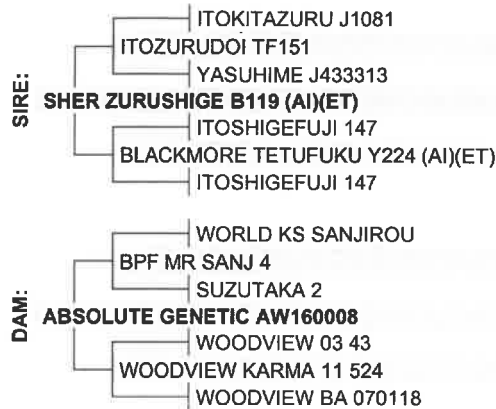 ITOKITAZURU J1081
ITOZURUDOI TF151
YASUHIME J433313
SIRE:
SHER ZURUSHIGE B119 (AI)(ET)
ITOSHIGEFUJI 147
BLACKMORE TETUFUKU Y224 (AI)(ET)
ITOSHIGEFUJI 147
WORLD KS SANJIROU
BPF MR SANJ 4
SUZUTAKA 2
DAM:
ABSOLUTE GENETIC AW160008
WOODVIEW 03 43
WOODVIEW KARMA 11 524
WOODVIEW BA 070118